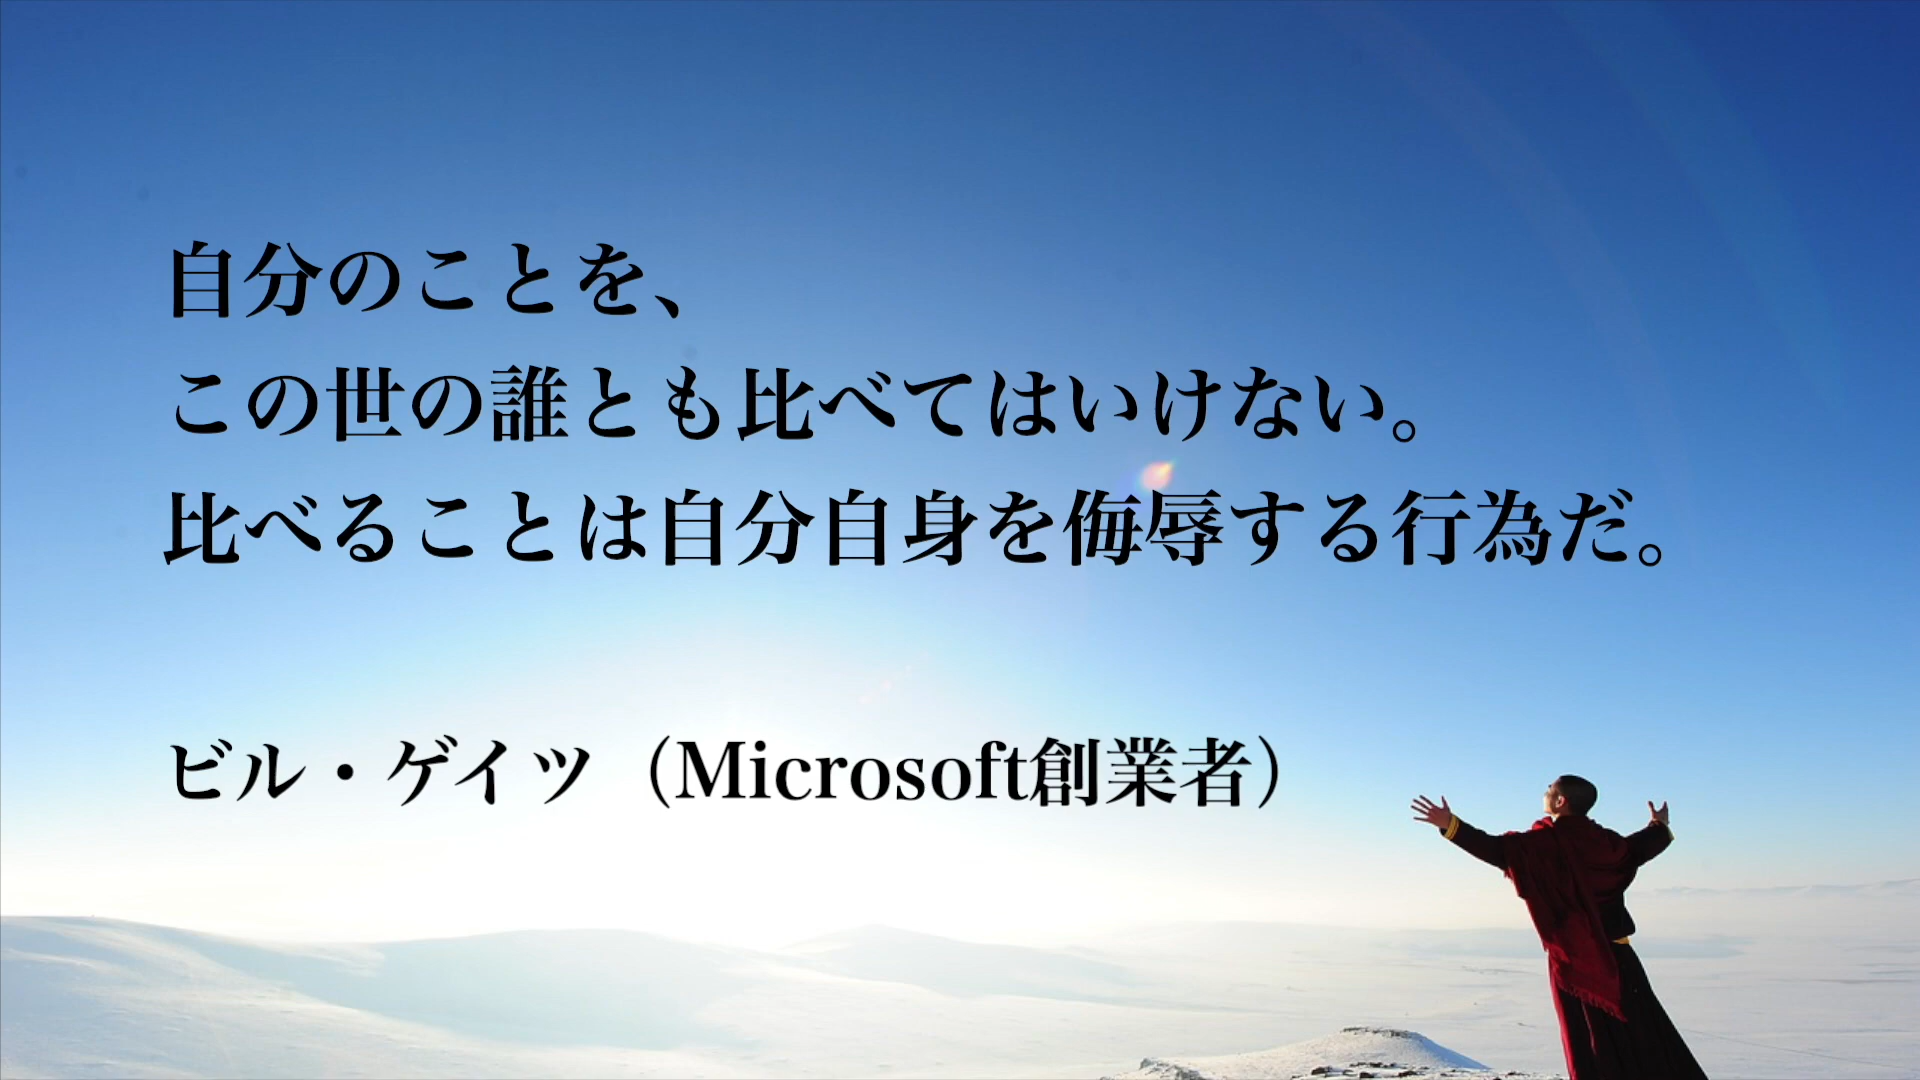 自分のことを、
この世の誰とも比べてはいけない。
比べることは自分自身を侮辱する行為だ。
ビル・ゲイツ（Microsoft創業者）